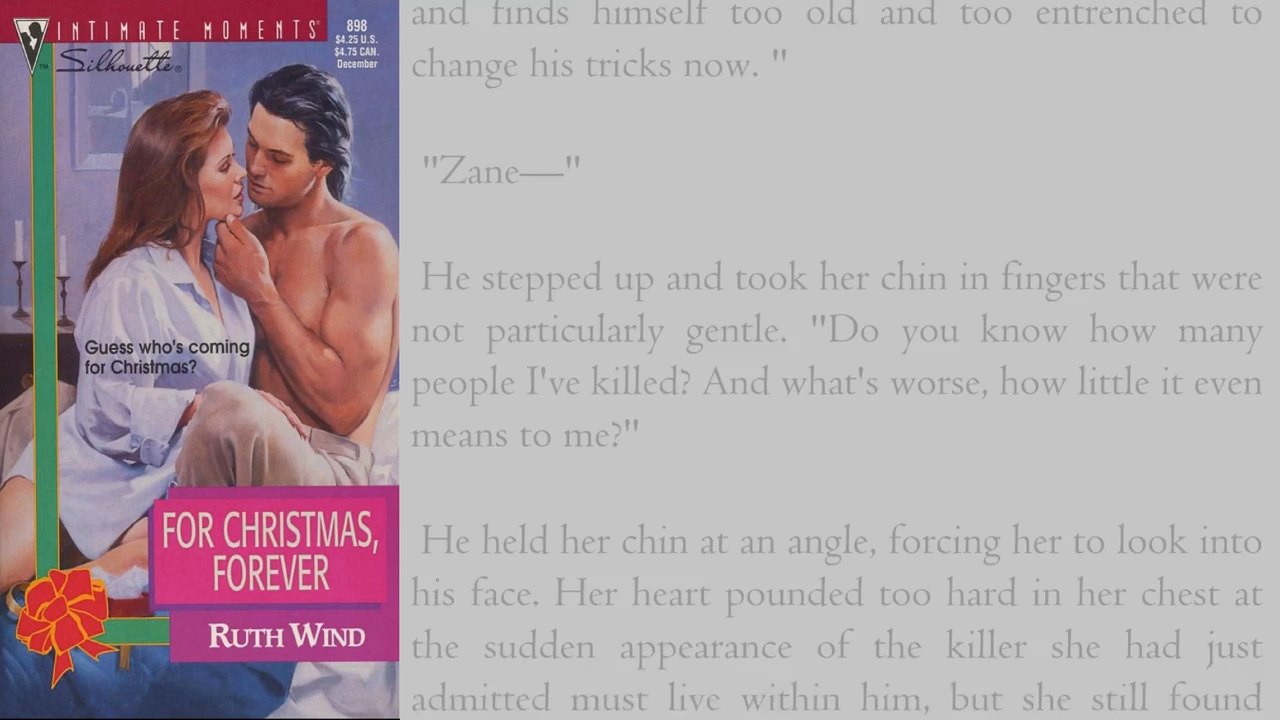 INTIMATE MOMENTS®
Silhouette®
TM
898
$4.25 U.S.
$4.75 CAN.
December
Guess who's coming
for Christmas?
FOR CHRISTMAS,
FOREVER
RUTH WIND
and finds himself too old and too entrenched to
change his tricks now. "
"Zane—"
He stepped up and took her chin in fingers that were
not particularly gentle. "Do you know how many
people I've killed? And what's worse, how little it even
means to me?"
He held her chin at an angle, forcing her to look into
his face. Her heart pounded too hard in her chest at
the sudden appearance of the killer she had just
admitted must live within him, but she still found